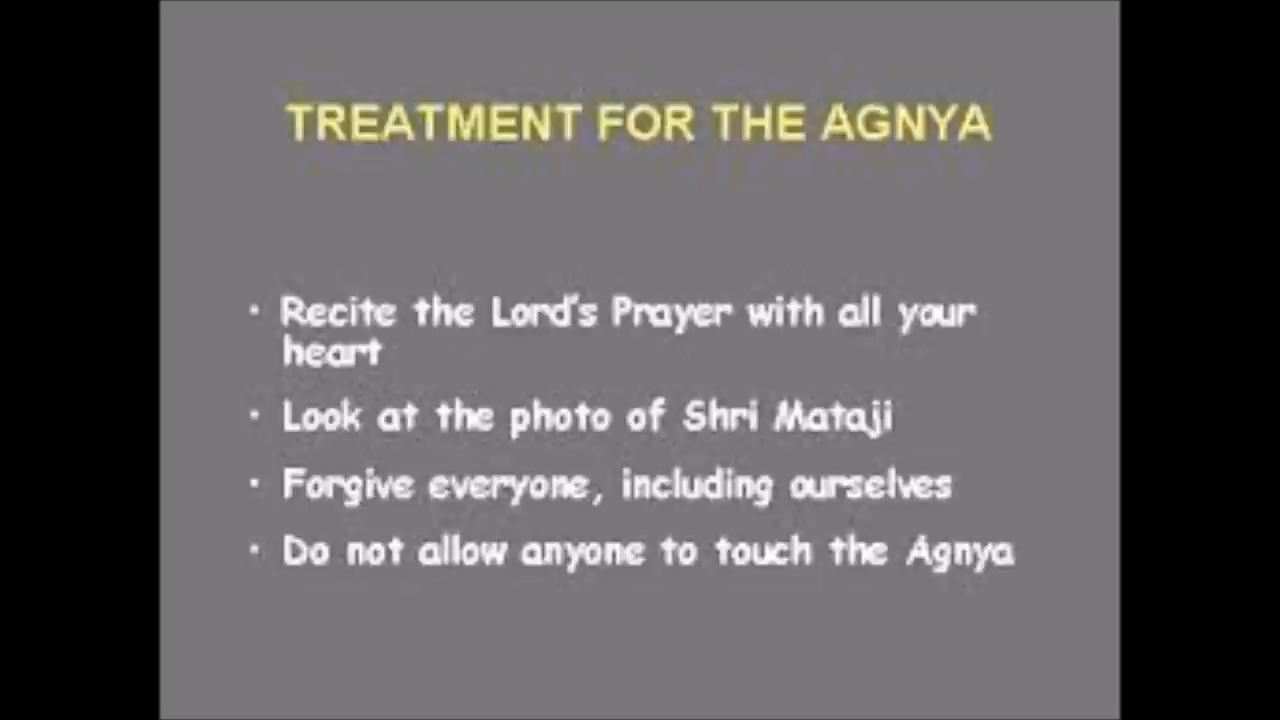 TREATMENT FOR THE AGNYA
• Recite the Lord's Prayer with all your
heart
• Look at the photo of Shri Mataji
• Forgive everyone, including ourselves
• Do not allow anyone to touch the Agnya